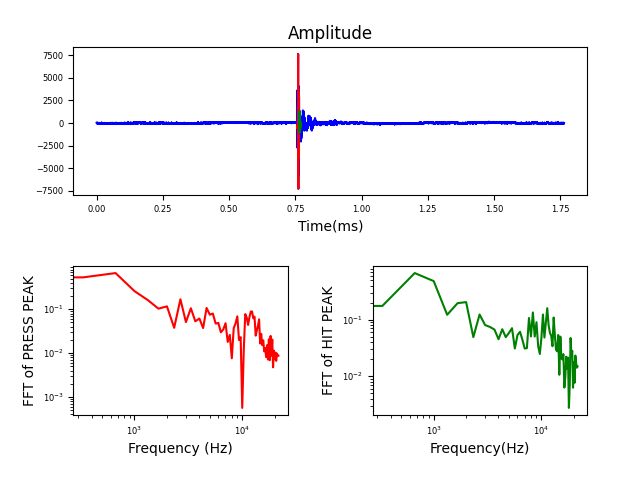 Amplitude
7500
5000
2500
0
−2500
−5000
−7500
0.00 0.25 0.50 0.75 1.00 1.25 1.50 1.75
Time(ms)
FFT of PRESS PEAK
10⁻¹
10⁻²
10⁻³
10³ 10⁴
Frequency (Hz)
FFT of HIT PEAK
10⁻¹
10⁻²
10³ 10⁴
Frequency(Hz)